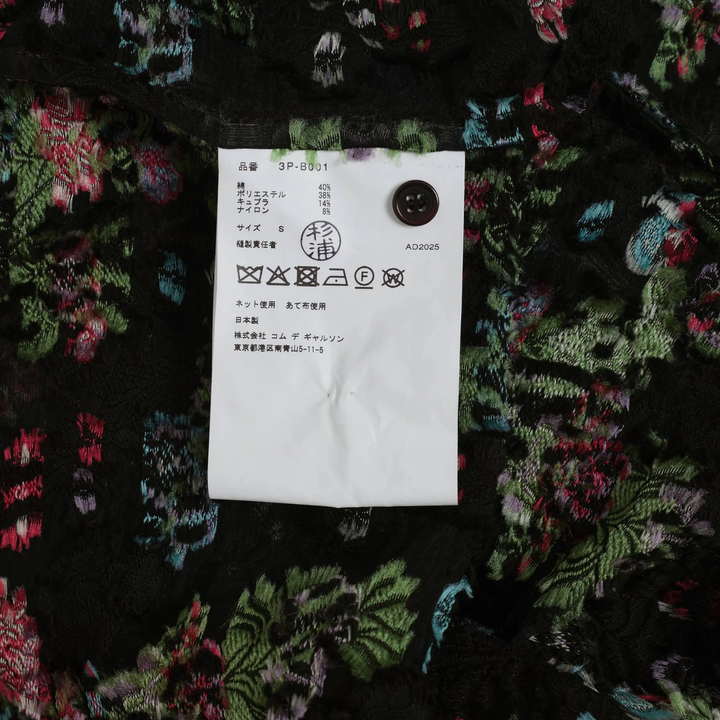 品番 3P-B001
綿 40%
ポリエステル 38%
キュプラ 14%
ナイロン 8%
サイズ S
縫製責任者 杉浦 AD2025
F W
ネット使用 あて布使用
日本製
株式会社 コム デ ギャルソン
東京都港区南青山5-11-5